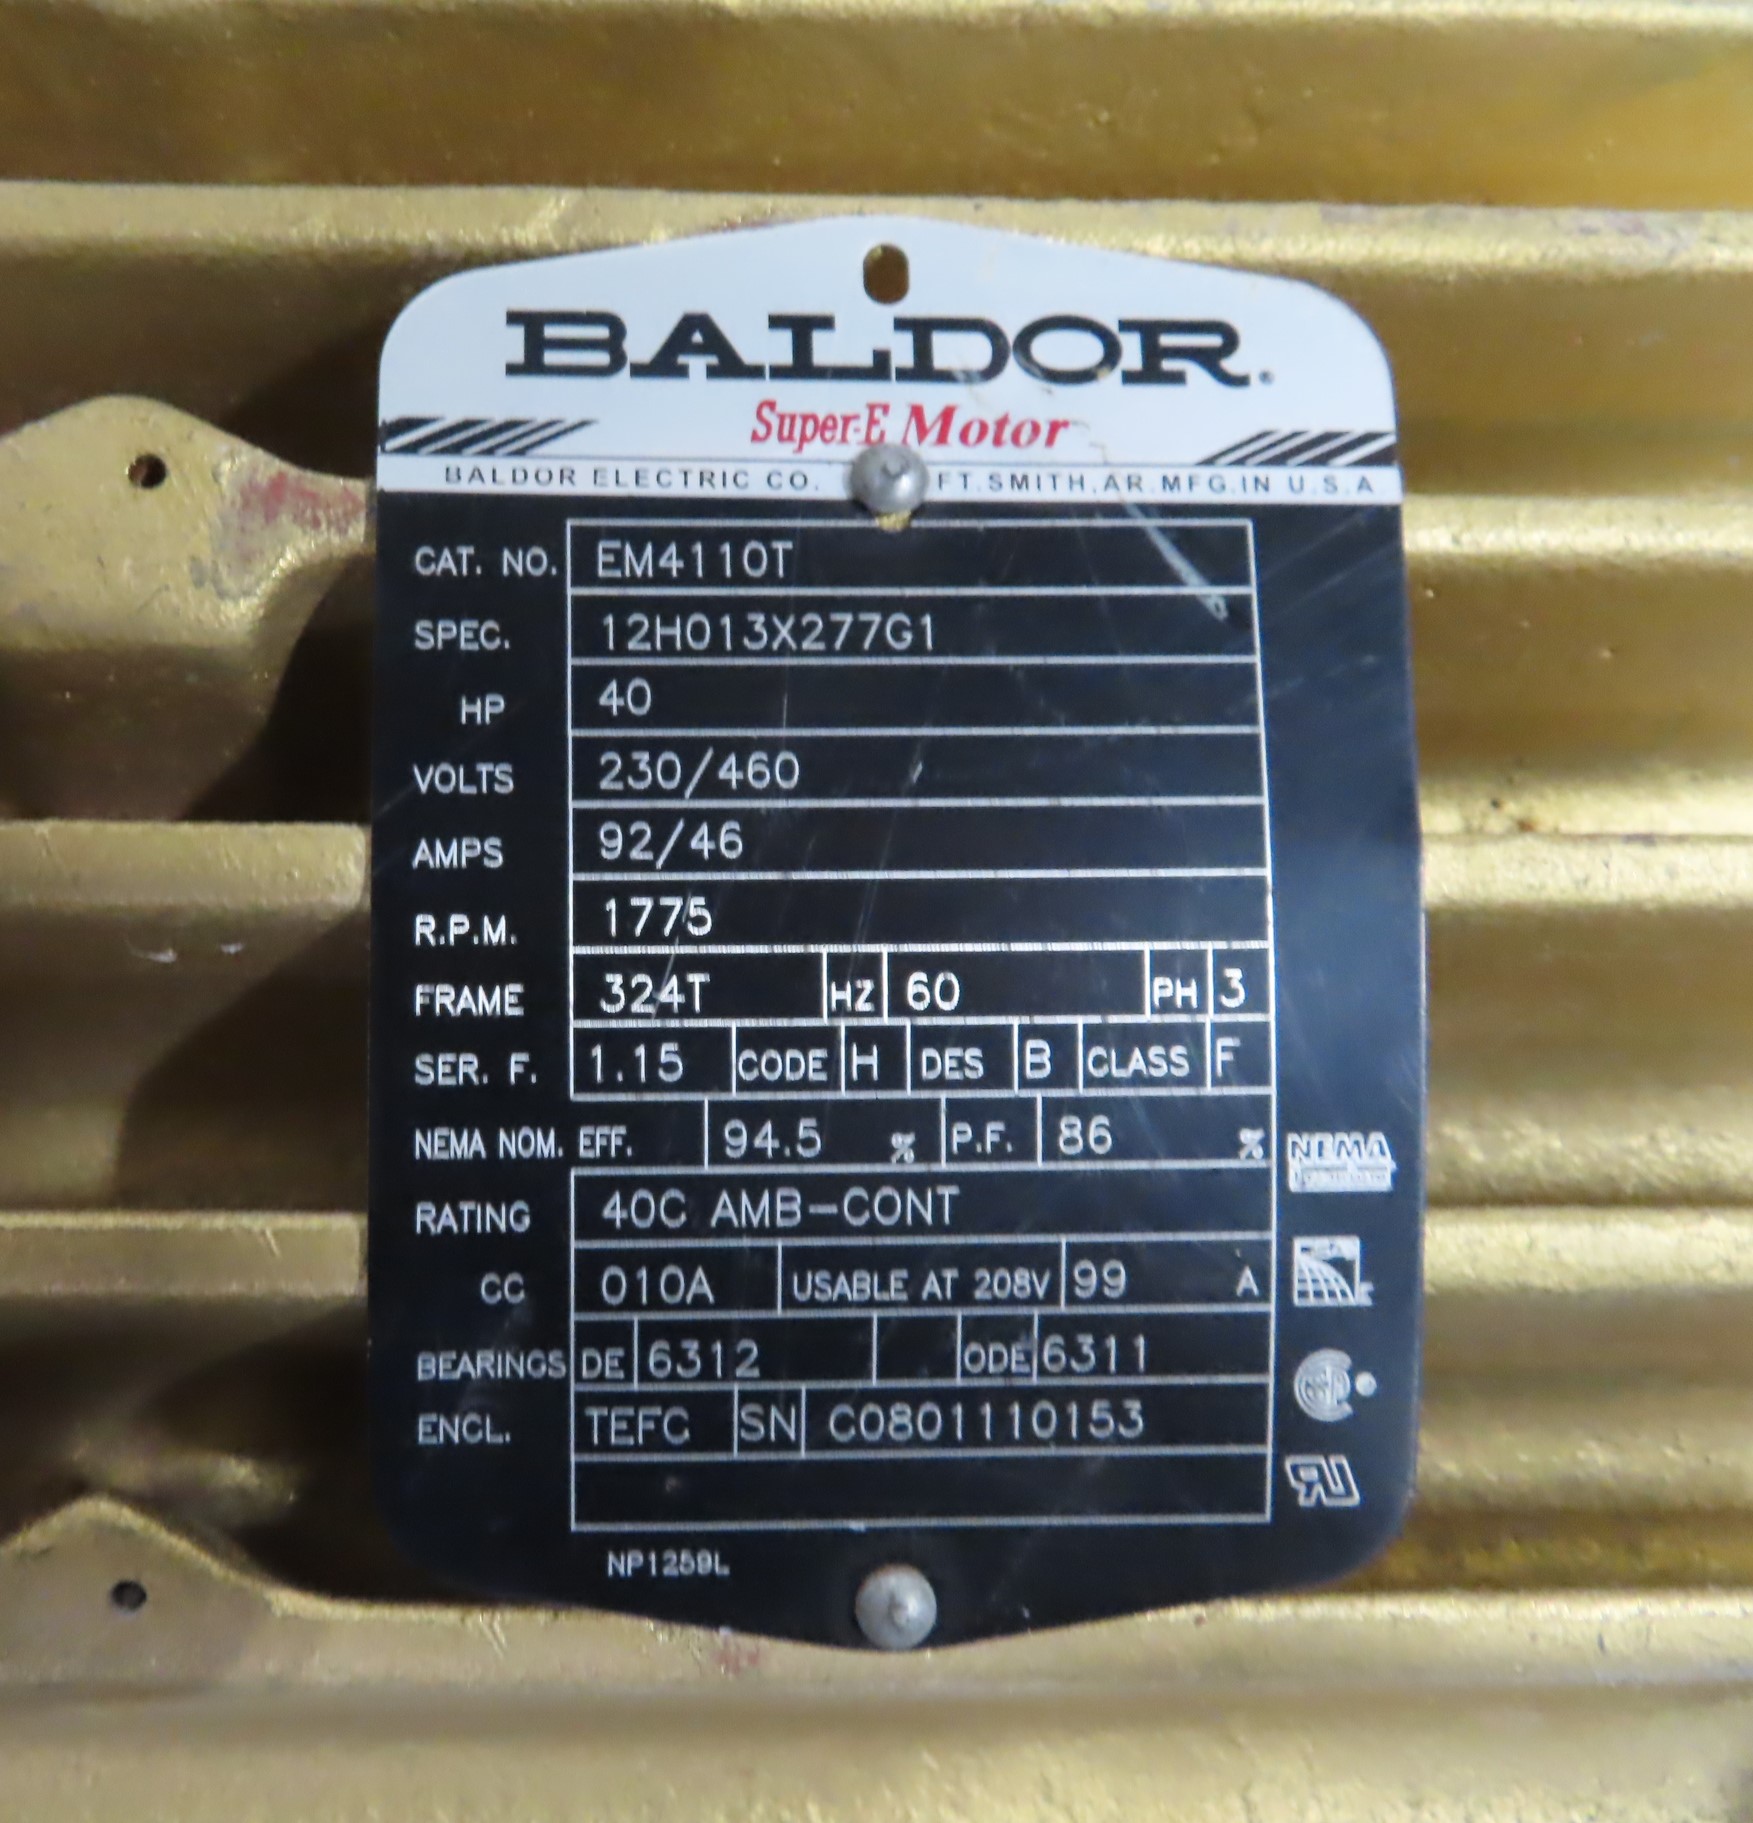 BALDOR®
Super-E Motor
BALDOR ELECTRIC CO. FT. SMITH, AR. MFG. IN U.S.A
CAT. NO. EM4110T
SPEC. 12H013X277G1
HP 40
VOLTS 230/460
AMPS 92/46
R.P.M. 1775
FRAME 324T HZ 60 PH 3
SER. F. 1.15 CODE H DES B CLASS F
NEMA NOM. EFF. 94.5 % P.F. 86 %
NEMA
RATING 40C AMB-CONT
CC 010A USABLE AT 208V 99 A
BEARINGS DE 6312 ODE 6311
ENCL. TEFC SN C0801110153
NP1259L